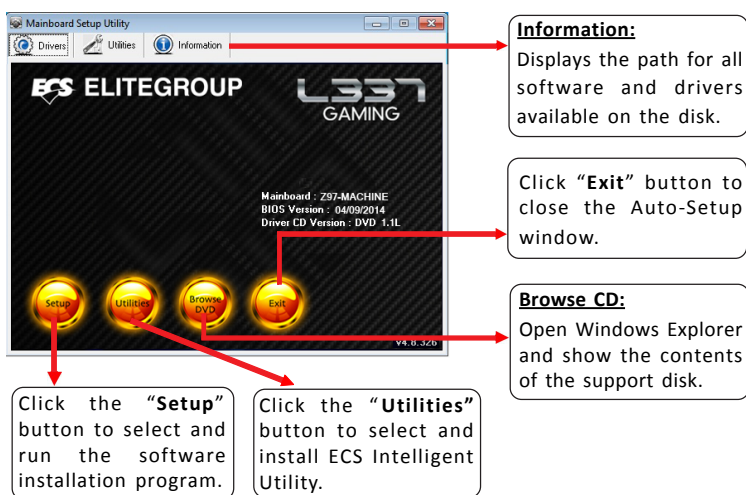 Mainboard Setup Utility
Drivers
Utilities
Information
ECS ELITEGROUP
L337
GAMING
Mainboard : Z97-MACHINE
BIOS Version : 04/09/2014
Driver CD Version : DVD 1.1L
Setup
Utilities
Browse
DVD
Exit
V4.8.326
Information:
Displays the path for all
software and drivers
available on the disk.
Click “Exit” button to
close the Auto-Setup
window.
Browse CD:
Open Windows Explorer
and show the contents
of the support disk.
Click the “Setup”
button to select and
run the software
installation program.
Click the “Utilities”
button to select and
install ECS Intelligent
Utility.